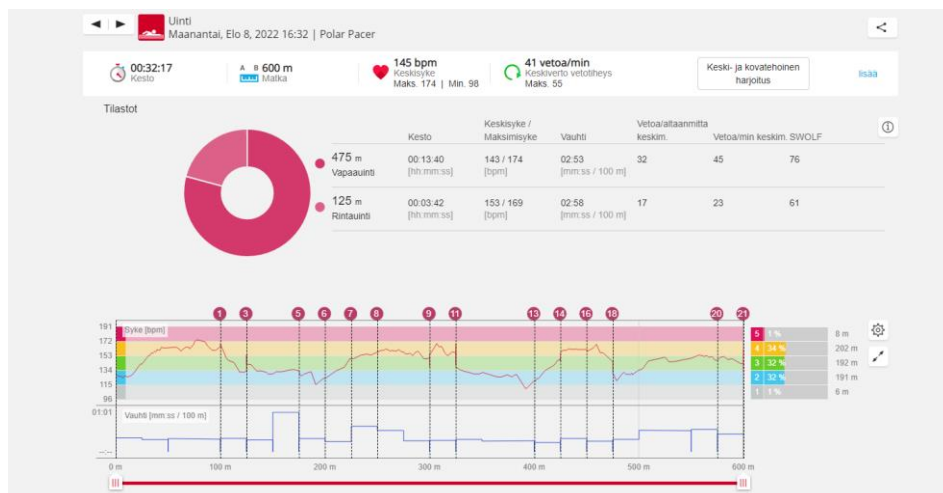 Uinti
Maanantai, Elo 8, 2022 16:32 | Polar Pacer
00:32:17
Kesto
A B 600 m
Matka
145 bpm
Keskisyke
Maks. 174 | Min. 98
41 vetoa/min
Keskiverto vetotiheys
Maks. 55
Keski- ja kovatehoinen
harjoitus
lisää
Tilastot
Kesto
Keskisyke /
Maksimisyke
Vauhti
Vetoa/altaanmitta
keskim.
Vetoa/min keskim. SWOLF
475 m
Vapaauinti
00:13:40
[hh:mm:ss]
143 / 174
[bpm]
02:53
[mm:ss / 100 m]
32
45
76
125 m
Rintauinti
00:03:42
[hh:mm:ss]
153 / 169
[bpm]
02:58
[mm:ss / 100 m]
17
23
61
1 3 5 6 7 8 9 11 13 14 16 18 20 21
Syke [bpm]
191
172
153
134
115
96
5 1 % 8 m
4 34 % 202 m
3 32 % 192 m
2 32 % 191 m
1 1 % 6 m
01:01
Vauhti [mm:ss / 100 m]
--:--
0 m 100 m 200 m 300 m 400 m 500 m 600 m